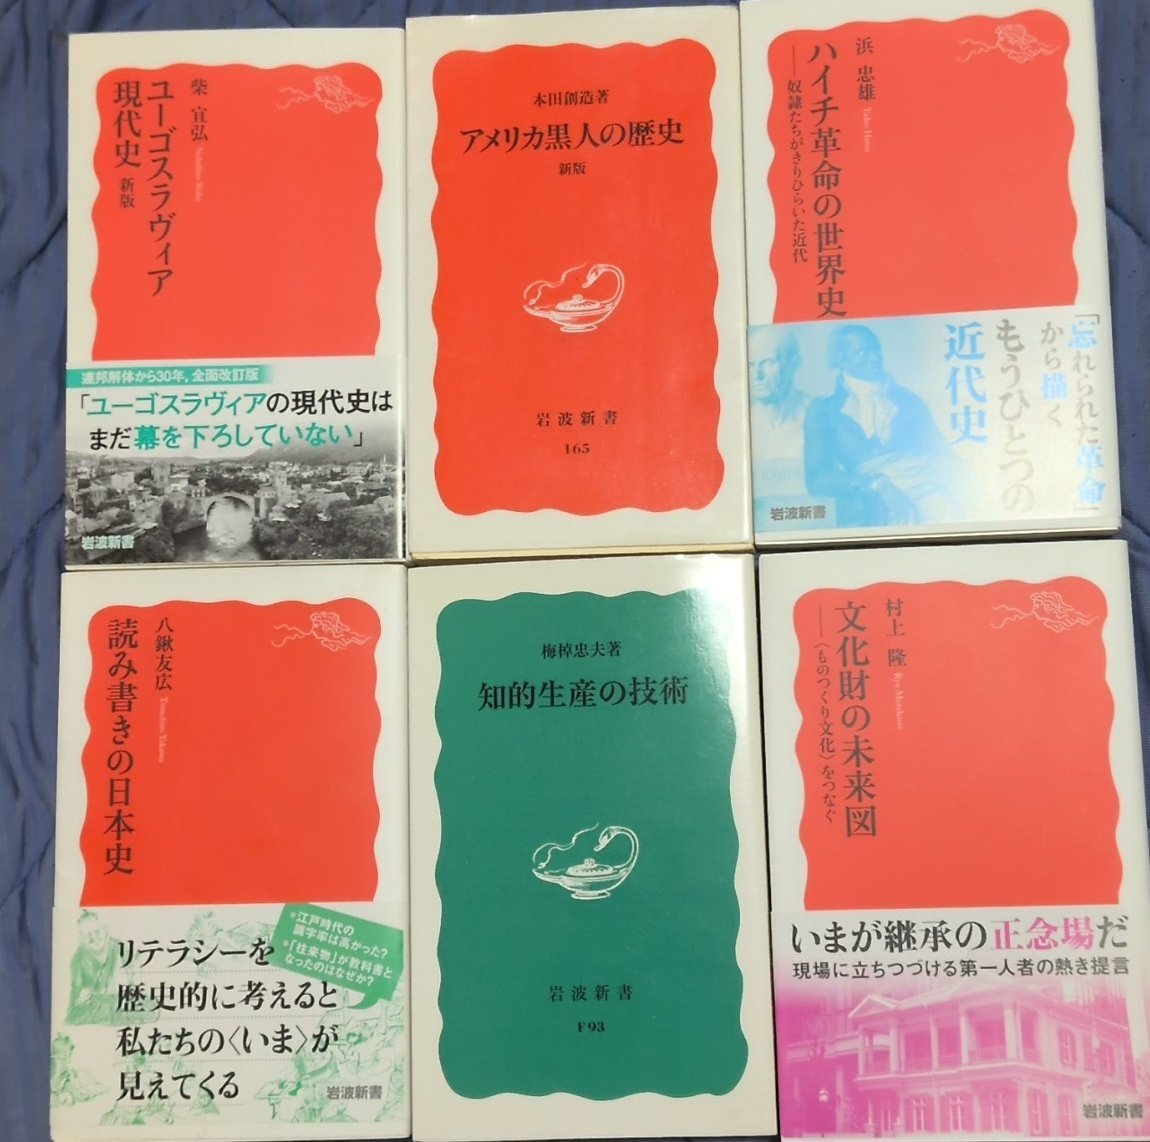 柴 宜弘
Nobuhiro Shiba
ユーゴスラヴィア
現代史 新版
連邦解体から30年,全面改訂版
「ユーゴスラヴィアの現代史は
まだ幕を下ろしていない」
岩波新書
本田創造著
アメリカ黒人の歴史
新版
岩波新書
165
浜 忠雄
Tadao Hama
ハイチ革命の世界史
――奴隷たちがきりひらいた近代
「忘れられた革命」
から描く
もうひとつの
近代史
岩波新書
八鍬友広
Tomohiro Yakuwa
読み書きの日本史
*江戸時代の
識字率は高かった?
*「往来物」が教科書と
なったのはなぜか?
リテラシーを
歴史的に考えると
私たちの〈いま〉が
見えてくる
岩波新書
梅棹忠夫著
知的生産の技術
岩波新書
F93
村上 隆
Ryu Murakami
文化財の未来図
――〈ものつくり文化〉をつなぐ
いまが継承の正念場だ
現場に立ちつづける第一人者の熱き提言
岩波新書